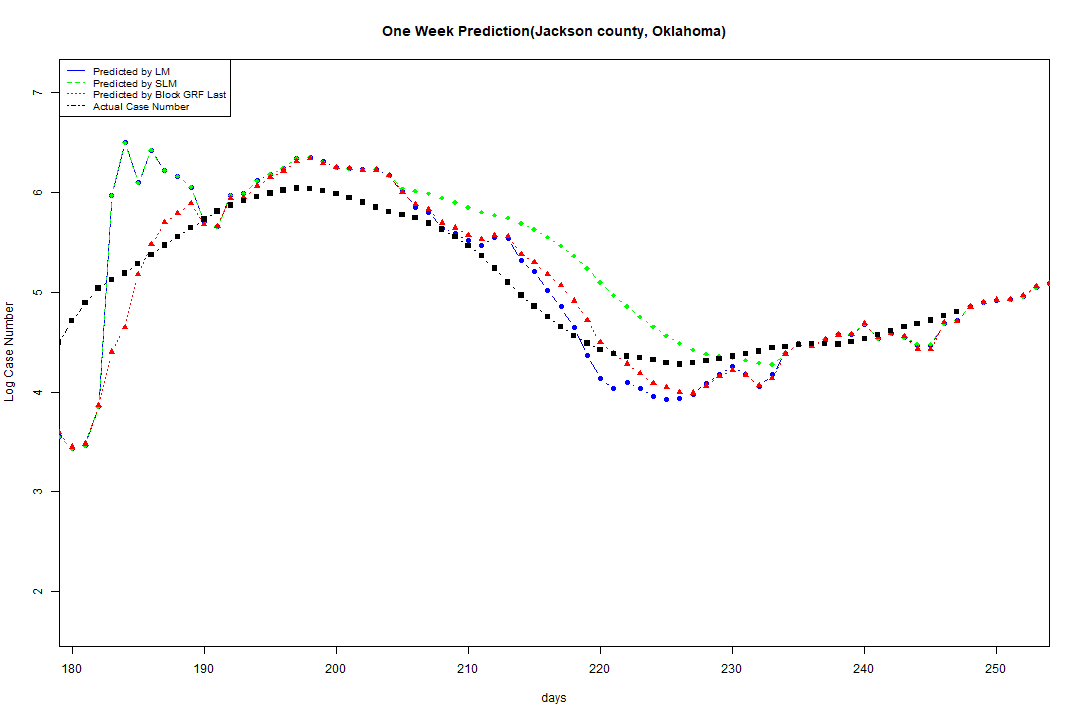 One Week Prediction(Jackson county, Oklahoma)
Predicted by LM
Predicted by SLM
Predicted by Block GRF Last
Actual Case Number
7
6
5
4
3
2
Log Case Number
180 190 200 210 220 230 240 250
days